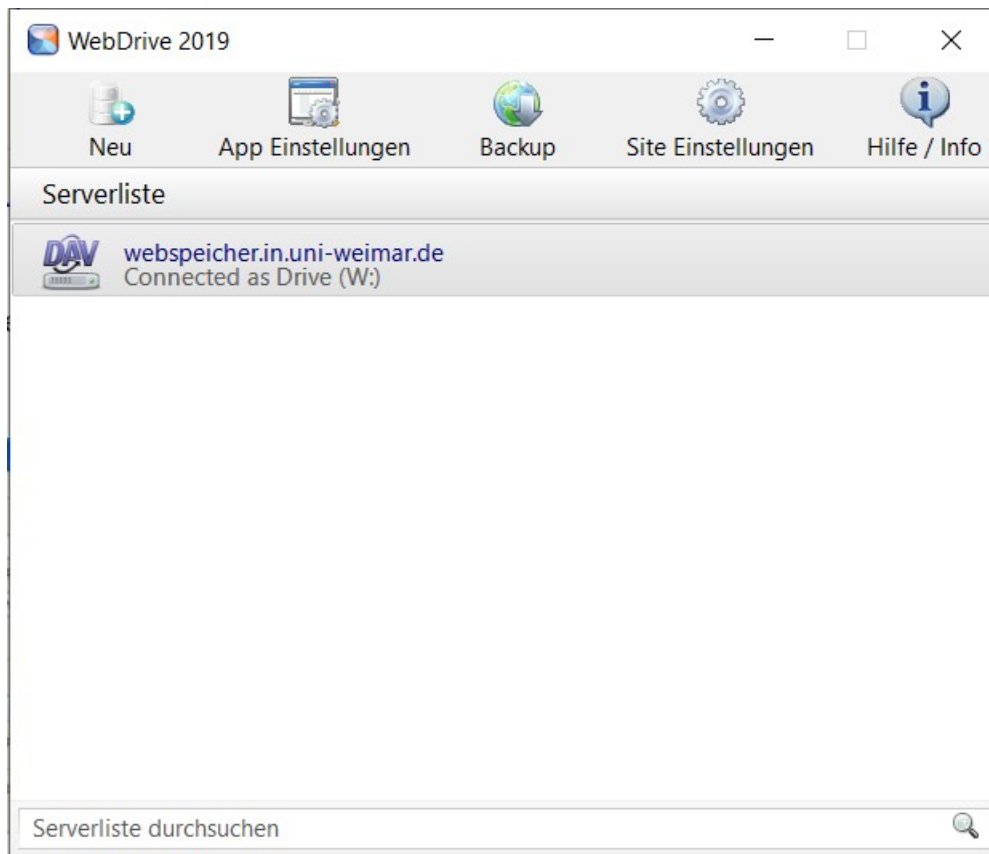 WebDrive 2019
Neu App Einstellungen Backup Site Einstellungen Hilfe / Info
Serverliste
DAV
webspeicher.in.uni-weimar.de
Connected as Drive (W:)
Serverliste durchsuchen